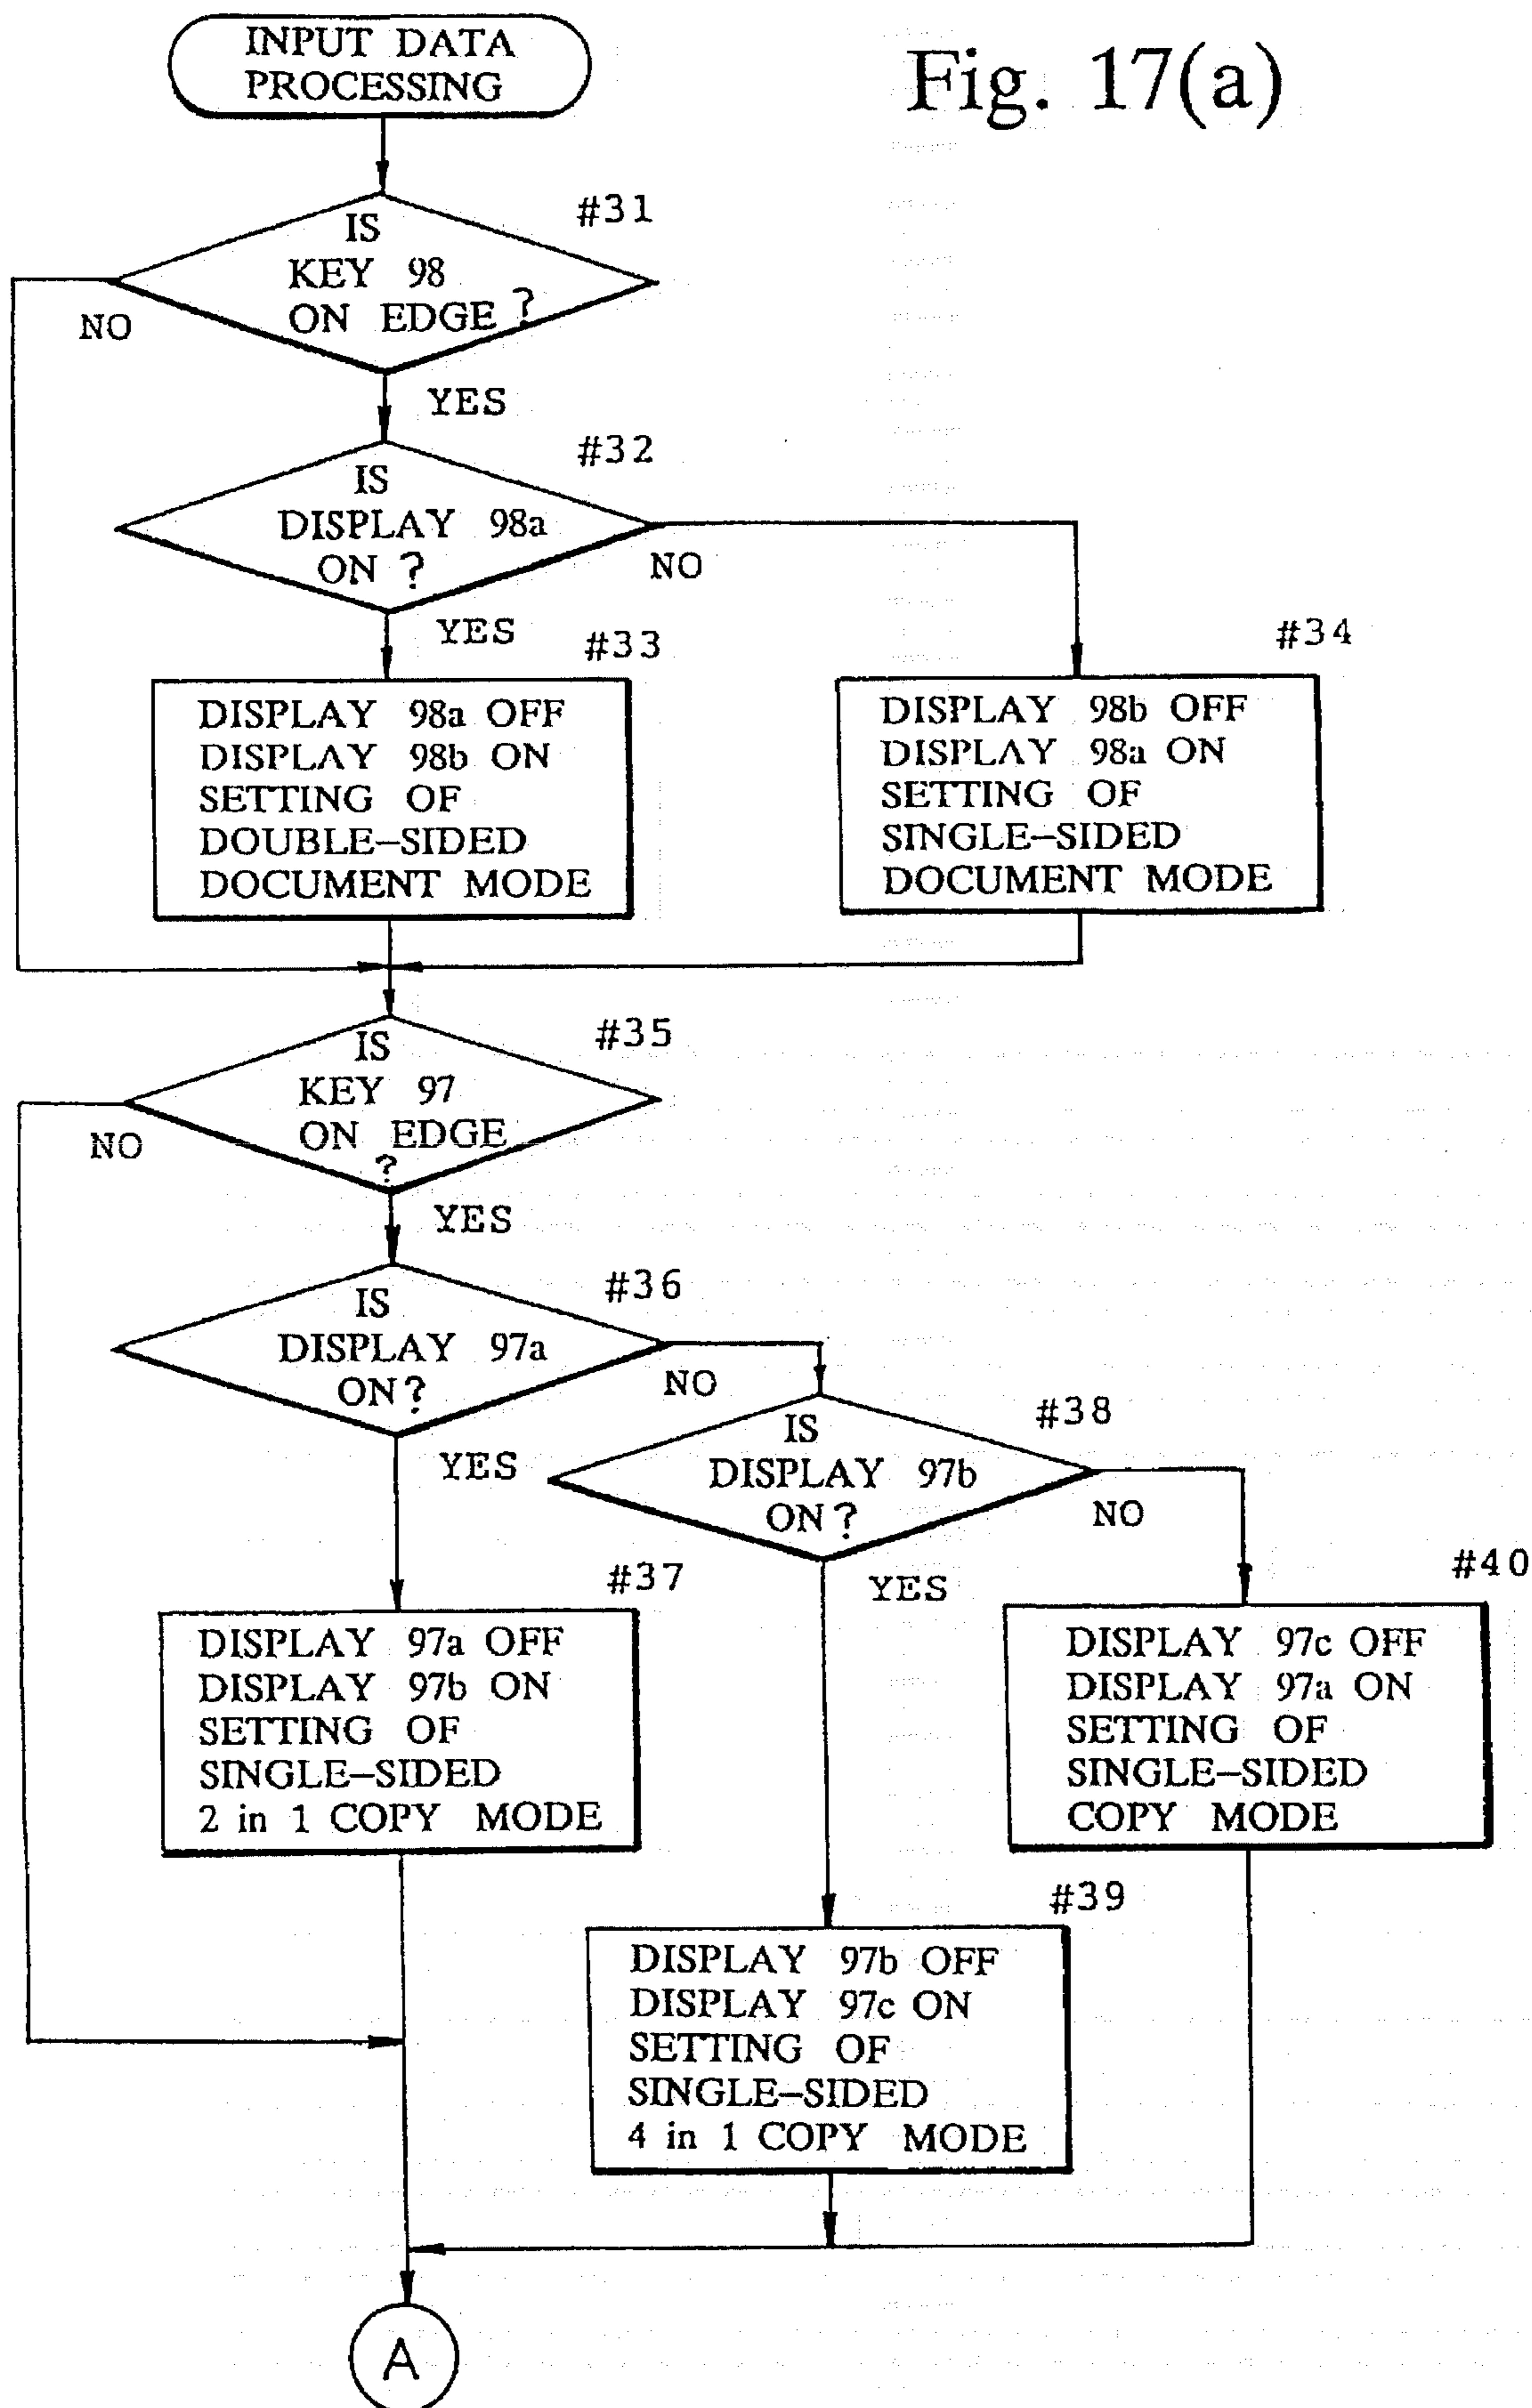 INPUT DATA
PROCESSING
Fig. 17(a)
#31
IS
KEY 98
ON EDGE ?
NO
YES
#32
IS
DISPLAY 98a
ON ?
NO
YES
#33
DISPLAY 98a OFF
DISPLAY 98b ON
SETTING OF
DOUBLE-SIDED
DOCUMENT MODE
#34
DISPLAY 98b OFF
DISPLAY 98a ON
SETTING OF
SINGLE-SIDED
DOCUMENT MODE
#35
IS
KEY 97
ON EDGE
?
NO
YES
#36
IS
DISPLAY 97a
ON?
NO
YES
#38
IS
DISPLAY 97b
ON?
NO
YES
#37
DISPLAY 97a OFF
DISPLAY 97b ON
SETTING OF
SINGLE-SIDED
2 in 1 COPY MODE
#40
DISPLAY 97c OFF
DISPLAY 97a ON
SETTING OF
SINGLE-SIDED
COPY MODE
#39
DISPLAY 97b OFF
DISPLAY 97c ON
SETTING OF
SINGLE-SIDED
4 in 1 COPY MODE
A